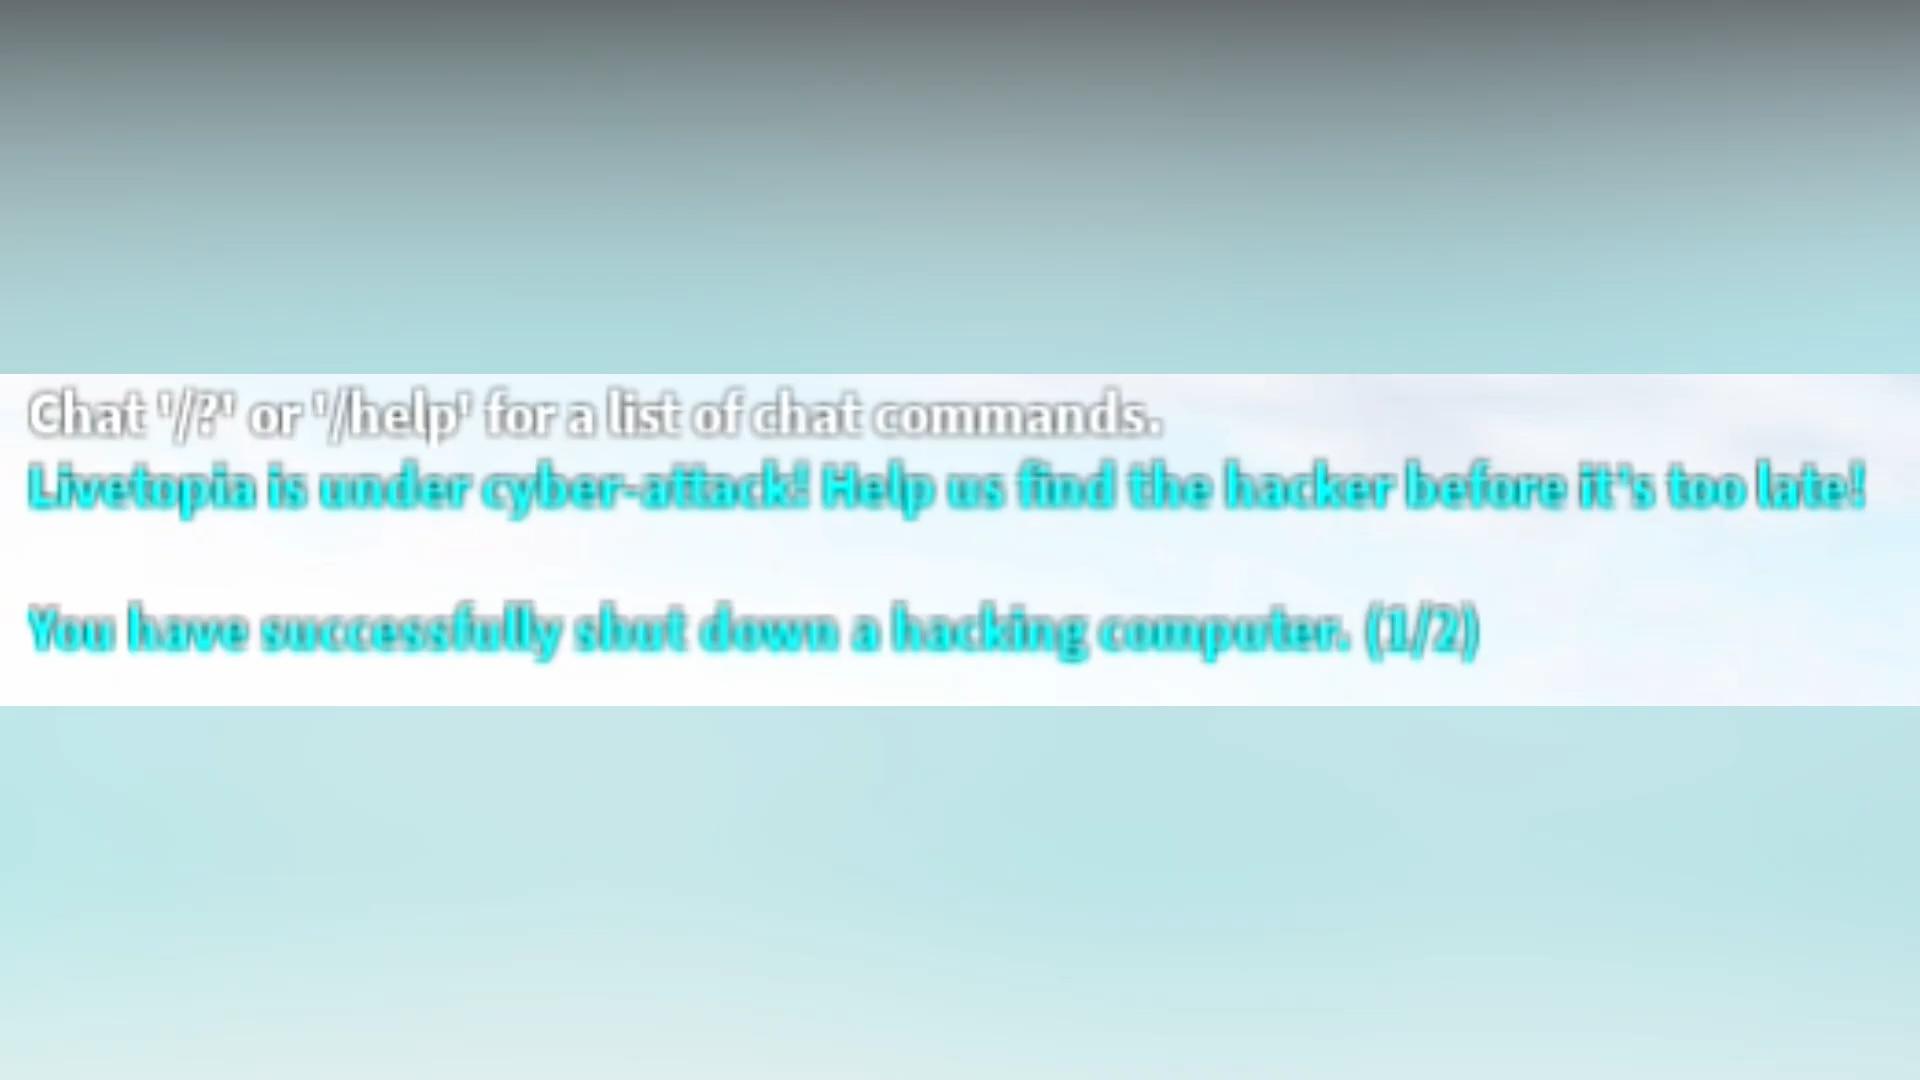 Chat '/?' or '/help' for a list of chat commands.
Livetopia is under cyber-attack! Help us find the hacker before it's too late!
You have successfully shut down a hacking computer. (1/2)